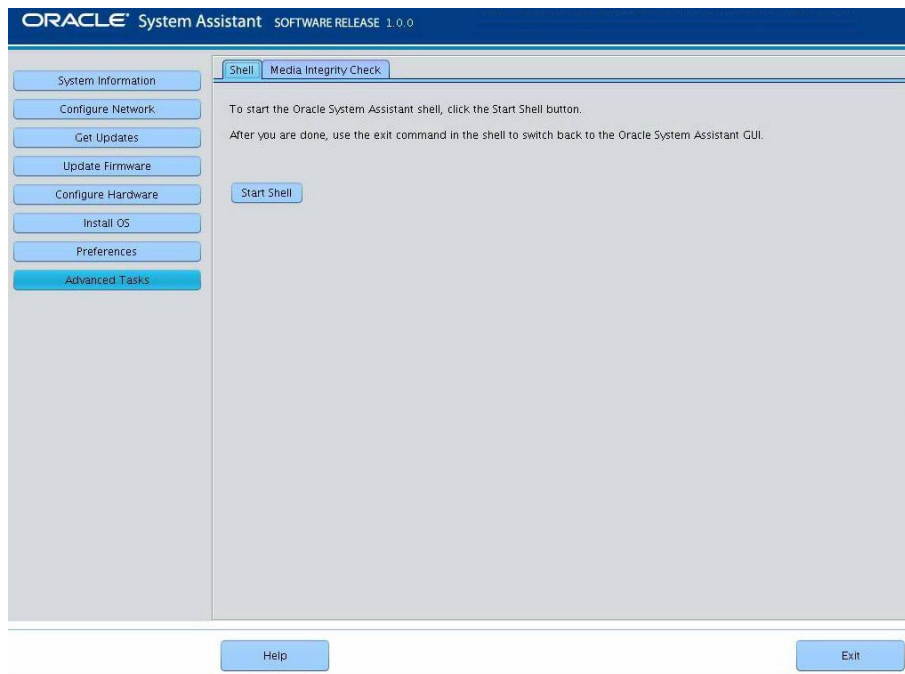 ORACLE® System Assistant SOFTWARE RELEASE 1.0.0
System Information
Configure Network
Get Updates
Update Firmware
Configure Hardware
Install OS
Preferences
Advanced Tasks
Shell Media Integrity Check
To start the Oracle System Assistant shell, click the Start Shell button.
After you are done, use the exit command in the shell to switch back to the Oracle System Assistant GUI.
Start Shell
Help Exit